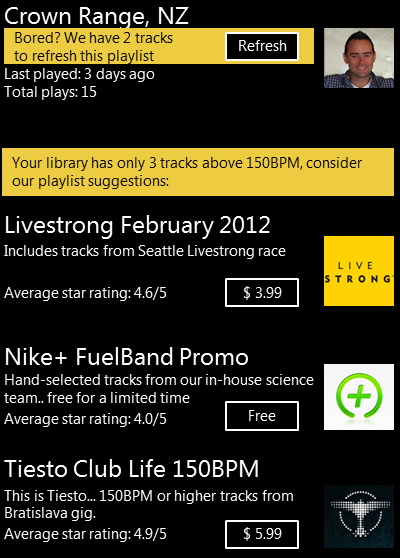 Crown Range, NZ
Bored? We have 2 tracks
to refresh this playlist
Refresh
Last played: 3 days ago
Total plays: 15
Your library has only 3 tracks above 150BPM, consider
our playlist suggestions:
Livestrong February 2012
Includes tracks from Seattle Livestrong race
LIVE
STRONG
Average star rating: 4.6/5
$ 3.99
Nike+ FuelBand Promo
Hand-selected tracks from our in-house science
team.. free for a limited time
Average star rating: 4.0/5
Free
Tiesto Club Life 150BPM
This is Tiesto... 150BPM or higher tracks from
Bratislava gig.
Average star rating: 4.9/5
$ 5.99